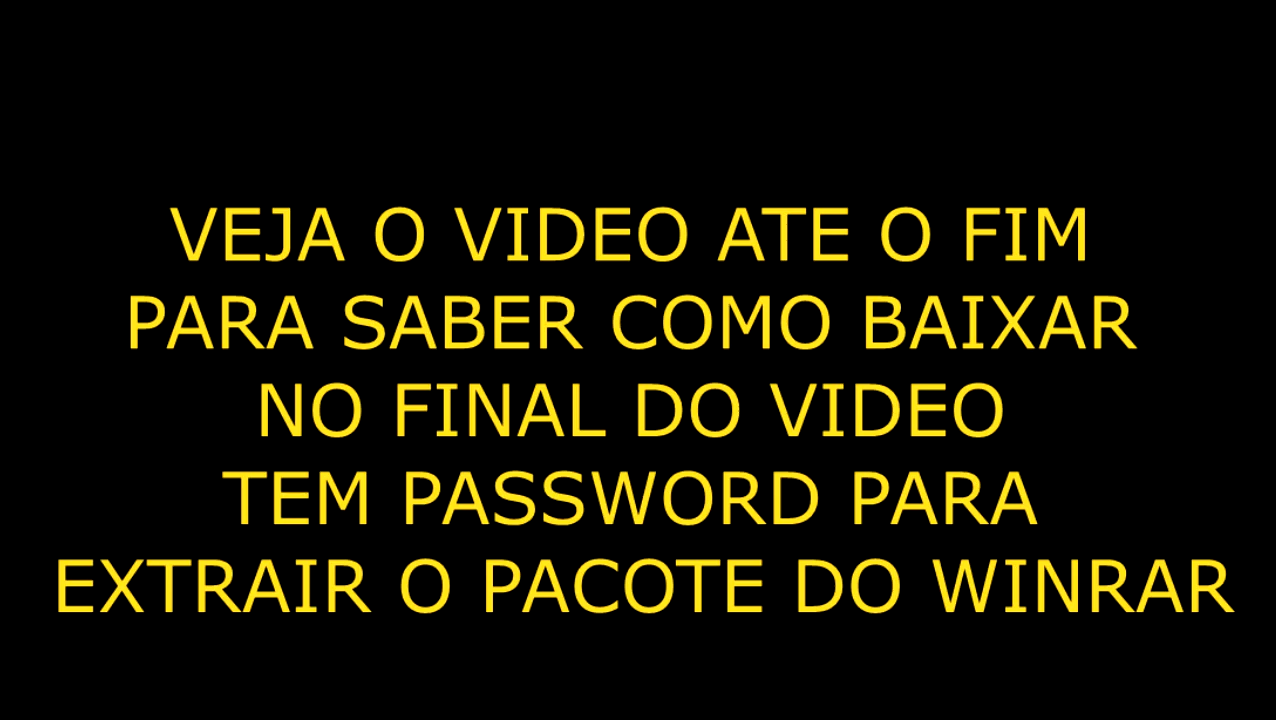 VEJA O VIDEO ATE O FIM
PARA SABER COMO BAIXAR
NO FINAL DO VIDEO
TEM PASSWORD PARA
EXTRAIR O PACOTE DO WINRAR